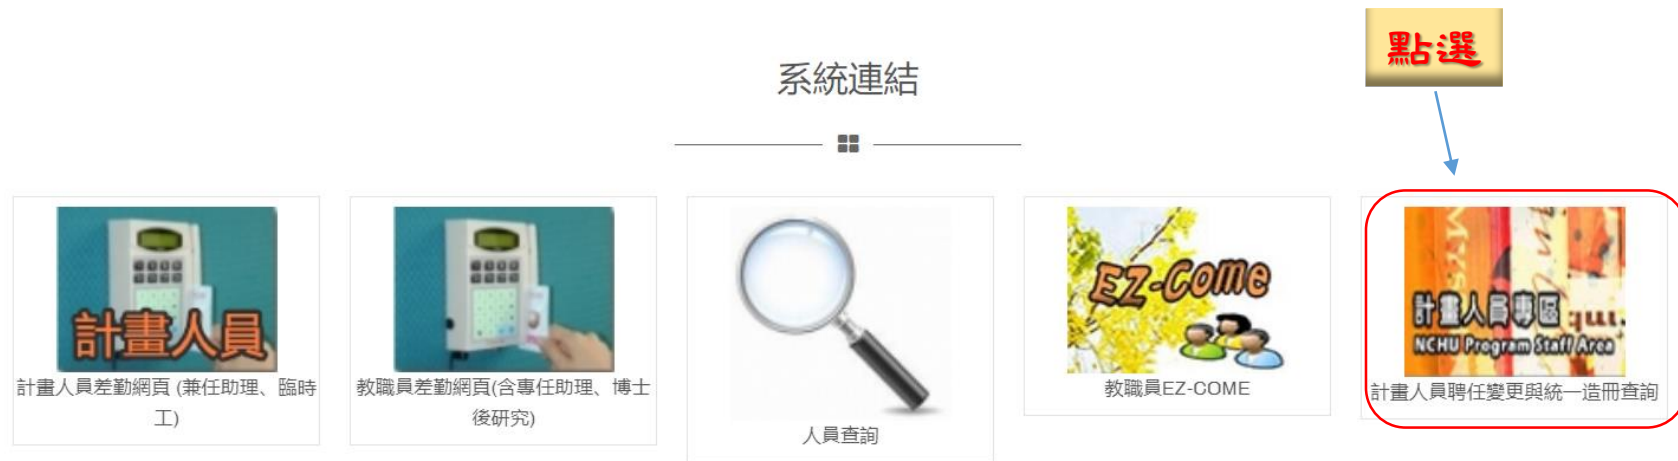 點選
系統連結
計畫人員
計畫人員差勤網頁 (兼任助理、臨時
工)
教職員差勤網頁(含專任助理、博士
後研究)
人員查詢
EZ-Come
教職員EZ-COME
計畫人員專區
NCHU Program Staff Area
計畫人員聘任變更與統一造冊查詢